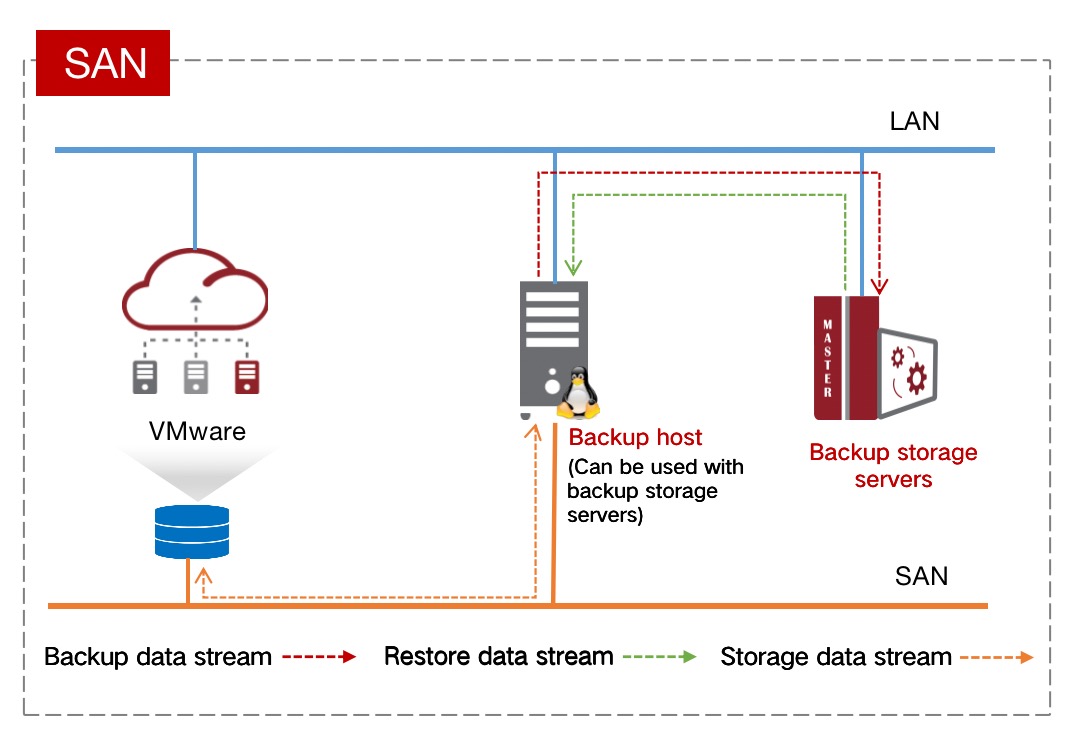 SAN
LAN
MASTER
VMware
Backup host
(Can be used with
backup storage
servers)
Backup storage
servers
SAN
Backup data stream
Restore data stream
Storage data stream